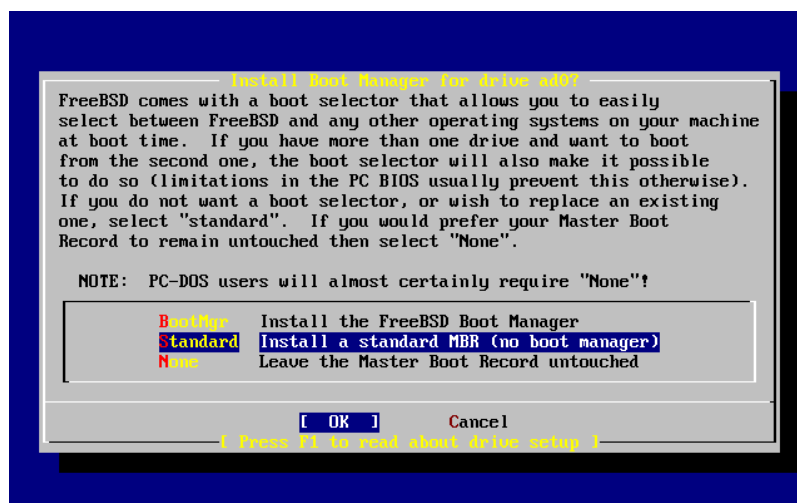 Install Boot Manager for drive ad0?
FreeBSD comes with a boot selector that allows you to easily
select between FreeBSD and any other operating systems on your machine
at boot time.  If you have more than one drive and want to boot
from the second one, the boot selector will also make it possible
to do so (limitations in the PC BIOS usually prevent this otherwise).
If you do not want a boot selector, or wish to replace an existing
one, select "standard".  If you would prefer your Master Boot
Record to remain untouched then select "None".
NOTE:  PC-DOS users will almost certainly require "None"!
BootMgr   Install the FreeBSD Boot Manager
Standard  Install a standard MBR (no boot manager)
None      Leave the Master Boot Record untouched
[  OK  ]       Cancel
[ Press F1 to read about drive setup ]